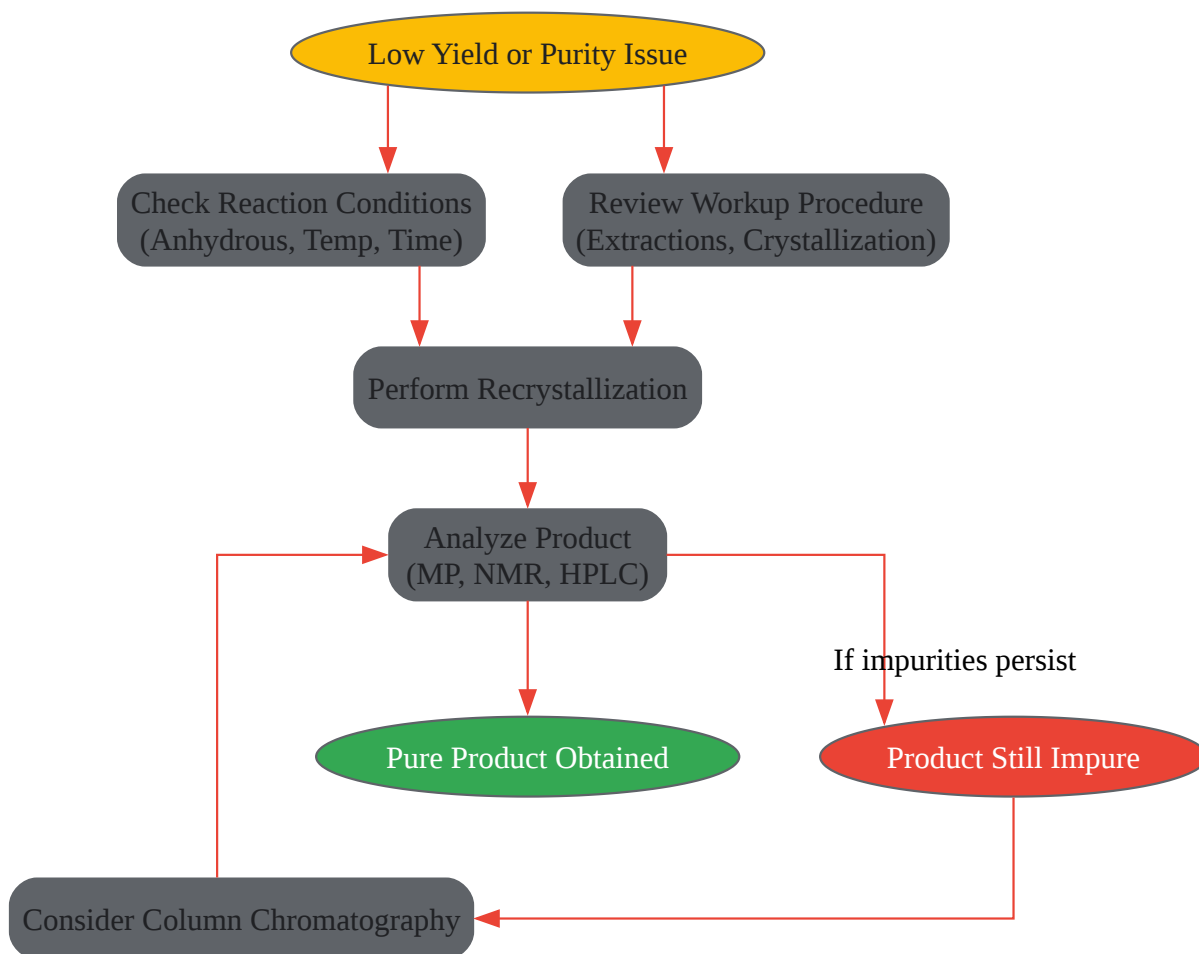 Low Yield or Purity Issue
Check Reaction Conditions
(Anhydrous, Temp, Time)
Review Workup Procedure
(Extractions, Crystallization)
Perform Recrystallization
Analyze Product
(MP, NMR, HPLC)
If impurities persist
Pure Product Obtained
Product Still Impure
Consider Column Chromatography